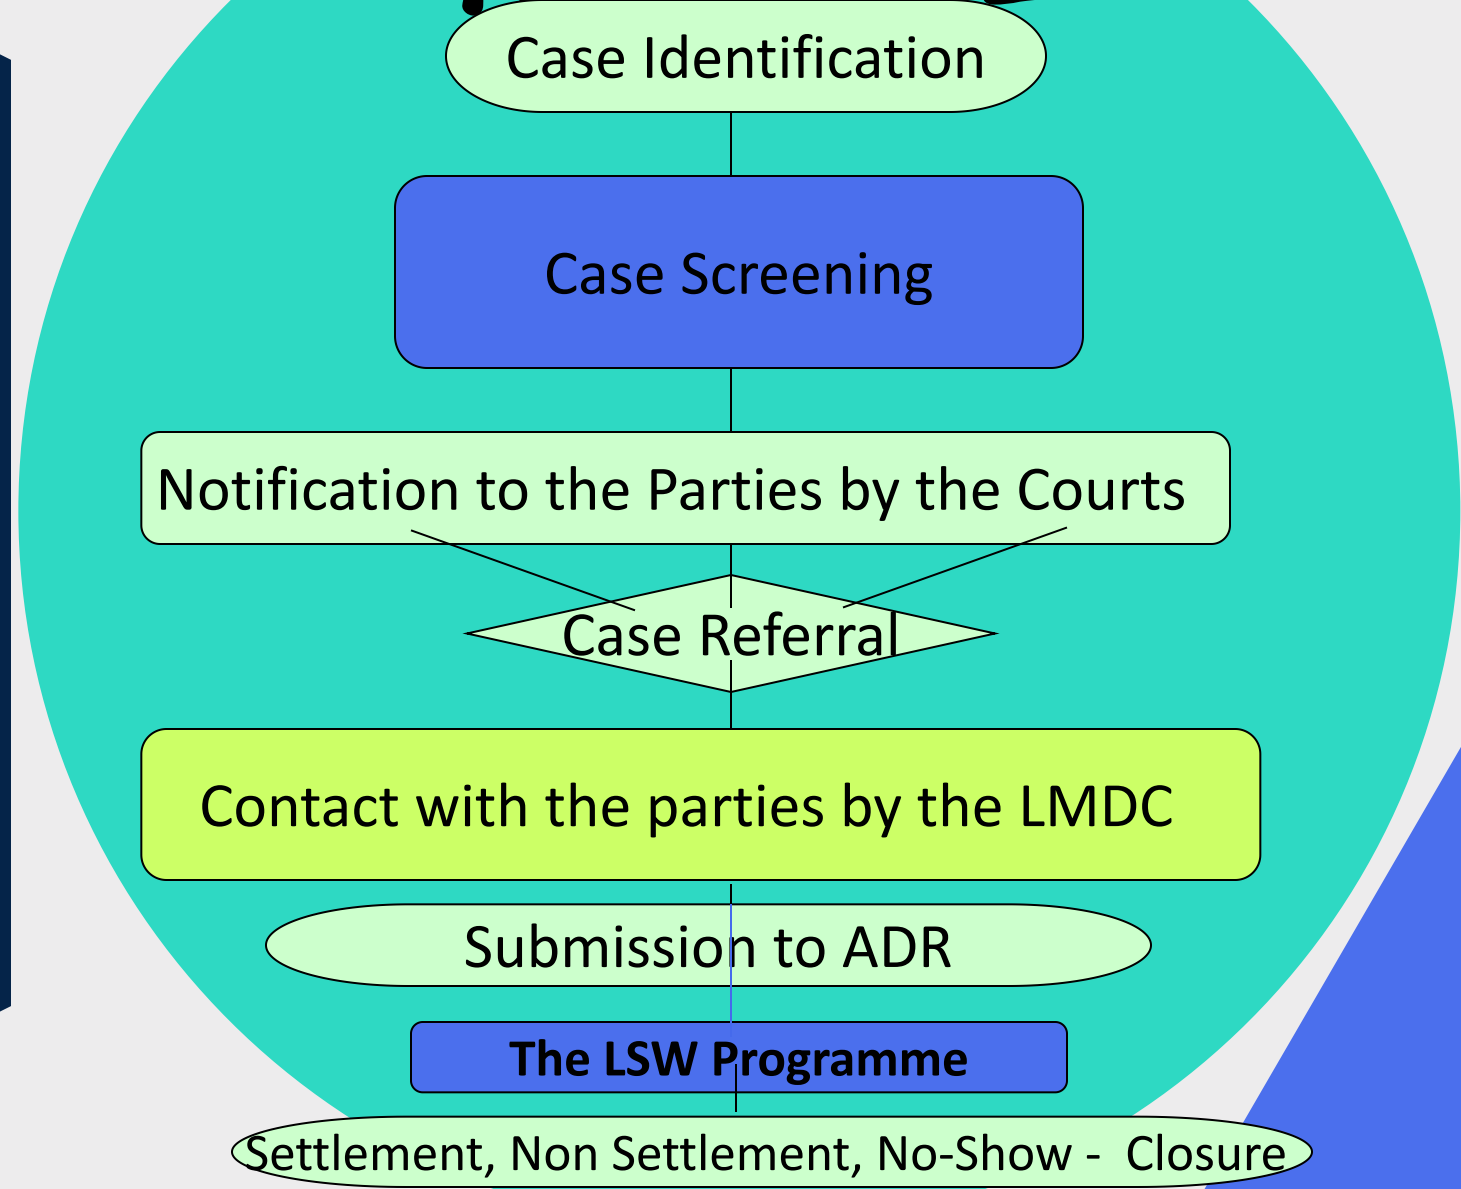 Case Identification
Case Screening
Notification to the Parties by the Courts
Case Referral
Contact with the parties by the LMDC
Submission to ADR
The LSW Programme
Settlement, Non Settlement, No-Show - Closure